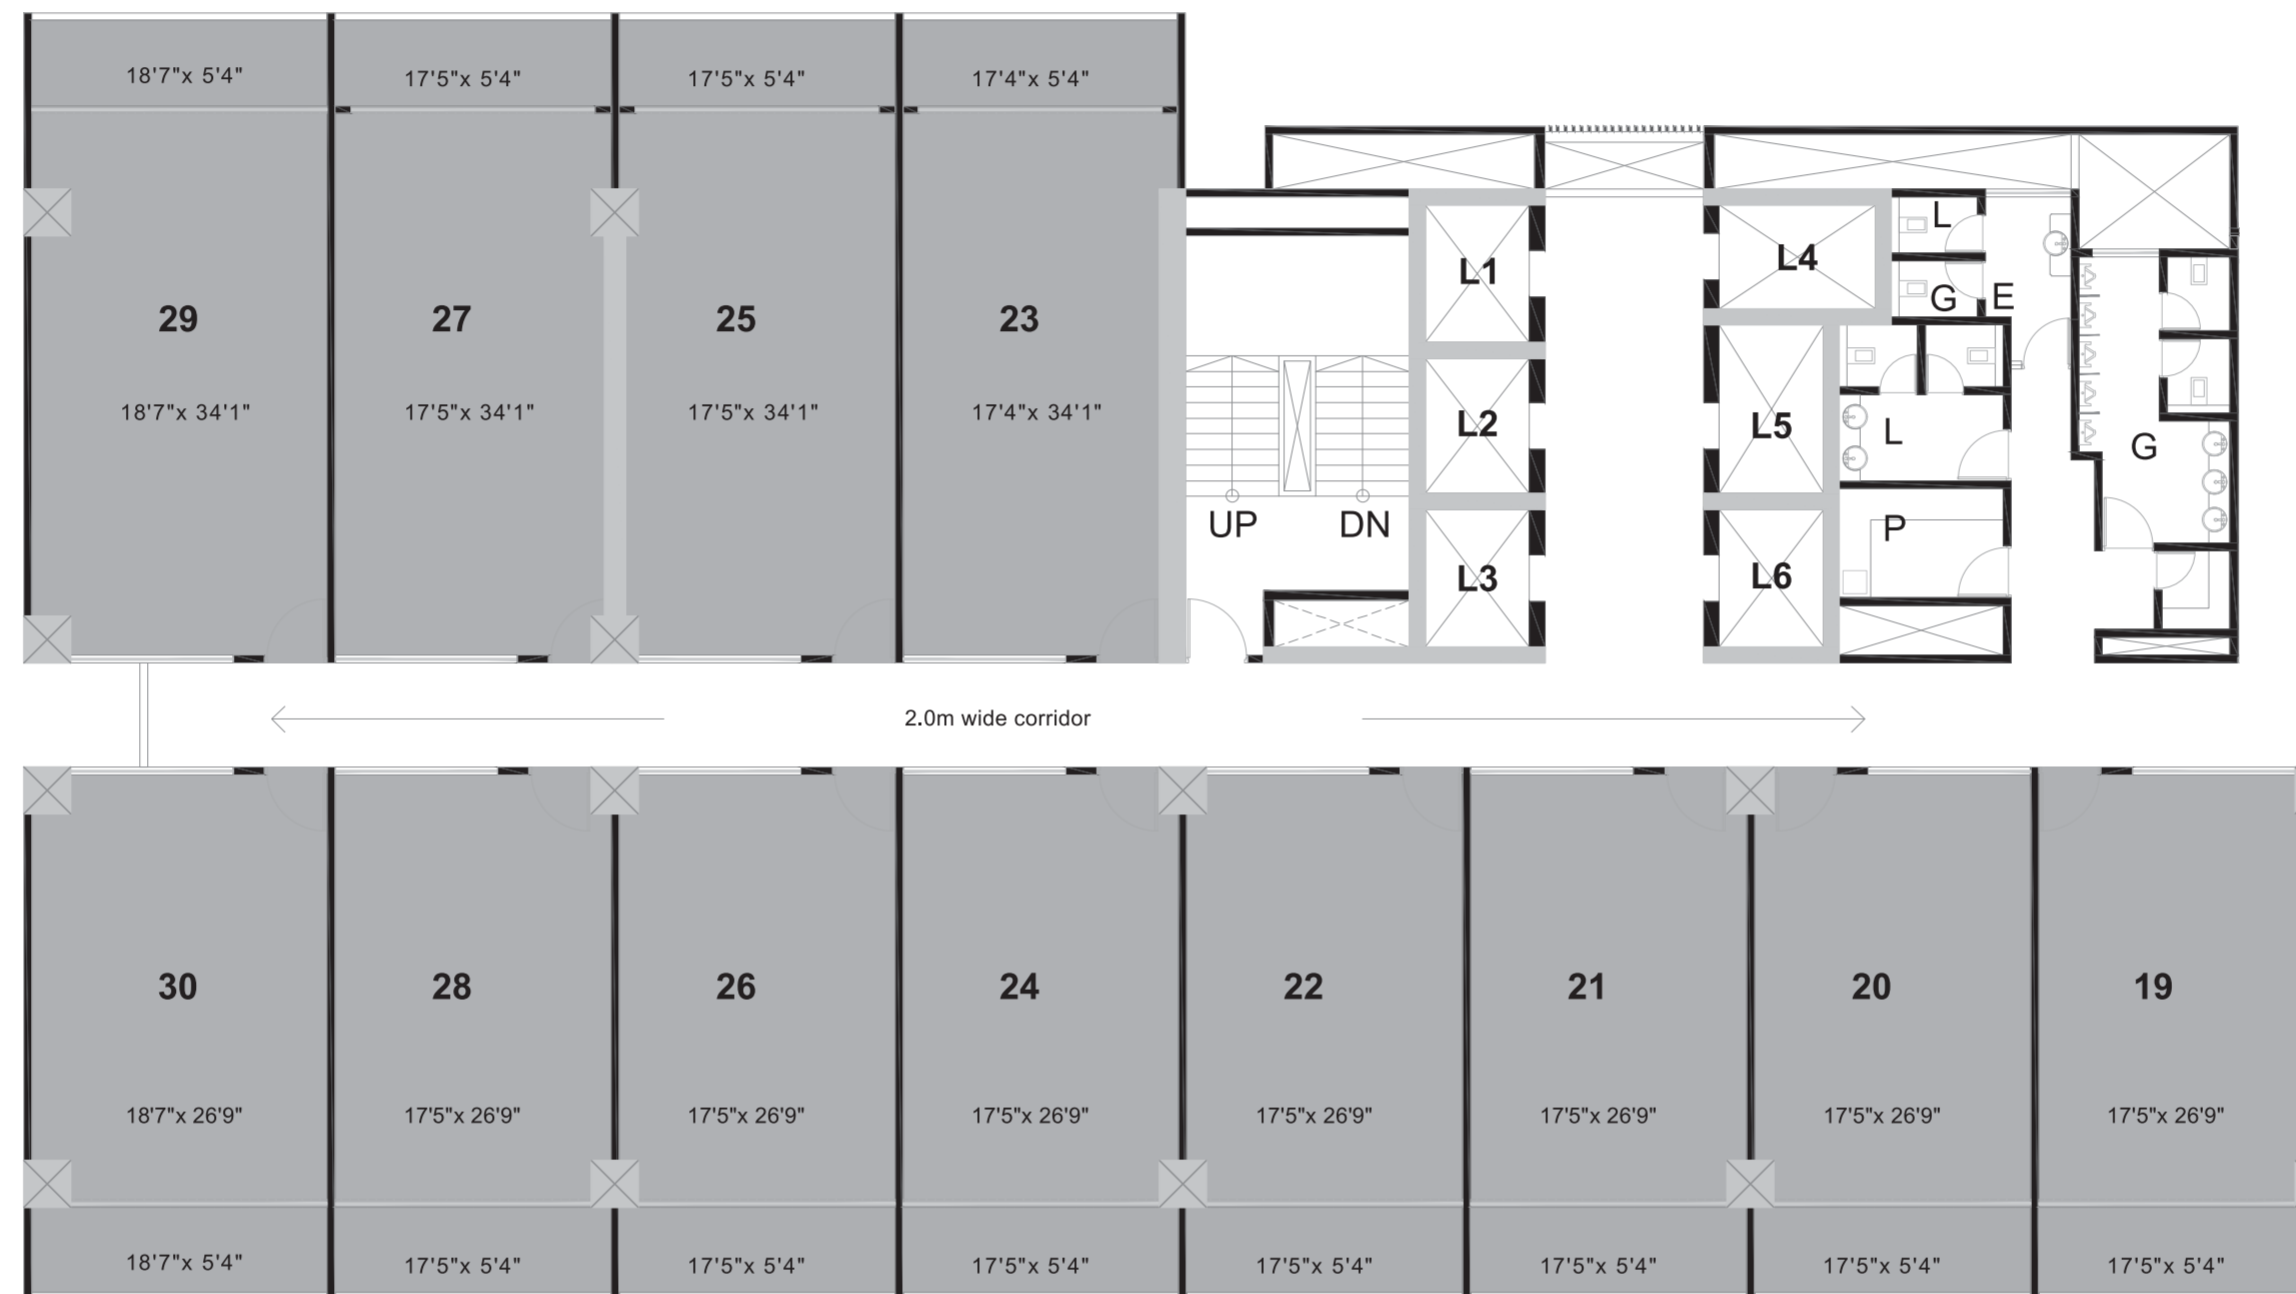 18'7"x 5'4"
17'5"x 5'4"
17'5"x 5'4"
17'4"x 5'4"
29
27
25
23
18'7"x 34'1"
17'5"x 34'1"
17'5"x 34'1"
17'4"x 34'1"
UP
DN
L1
L2
L3
L4
L5
L6
L
G
E
L
P
G
2.0m wide corridor
30
28
26
24
22
21
20
19
18'7"x 26'9"
17'5"x 26'9"
17'5"x 26'9"
17'5"x 26'9"
17'5"x 26'9"
17'5"x 26'9"
17'5"x 26'9"
17'5"x 26'9"
18'7"x 5'4"
17'5"x 5'4"
17'5"x 5'4"
17'5"x 5'4"
17'5"x 5'4"
17'5"x 5'4"
17'5"x 5'4"
17'5"x 5'4"